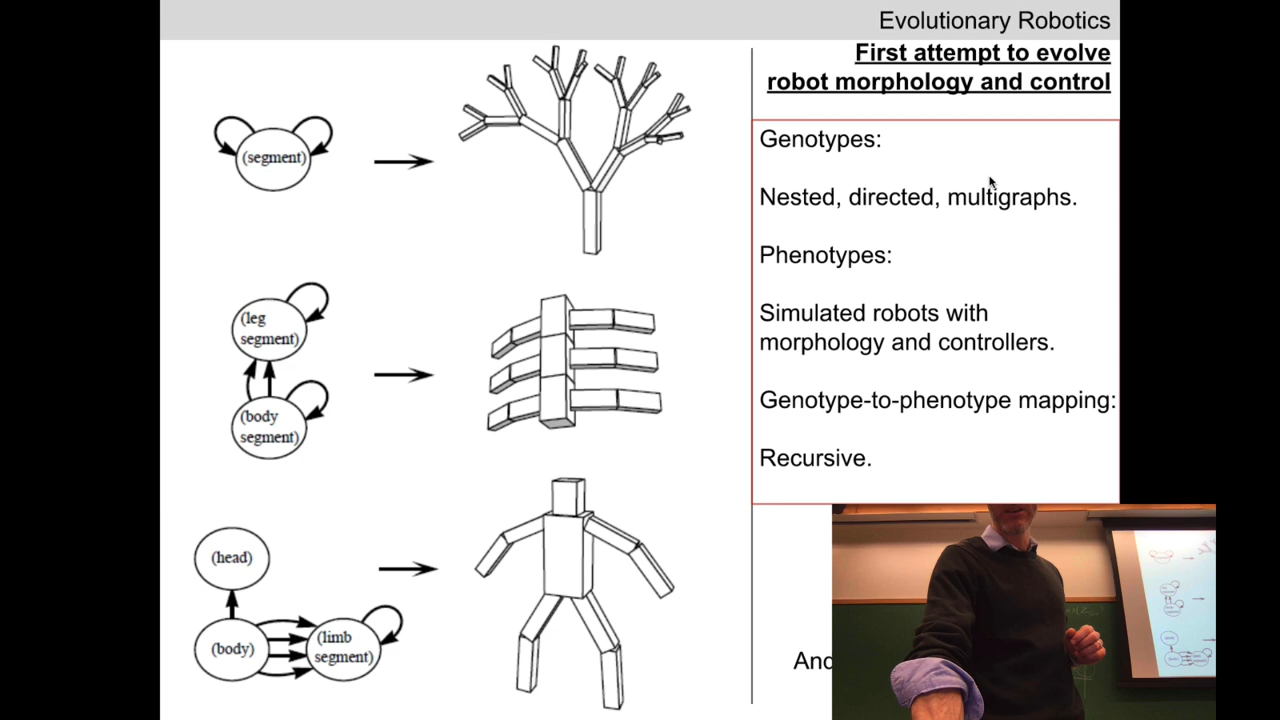 Evolutionary Robotics
First attempt to evolve
robot morphology and control
(segment)
Genotypes:
Nested, directed, multigraphs.
Phenotypes:
(leg
segment)
Simulated robots with
morphology and controllers.
(body
segment)
Genotype-to-phenotype mapping:
Recursive.
(head)
(body)
(limb
segment)